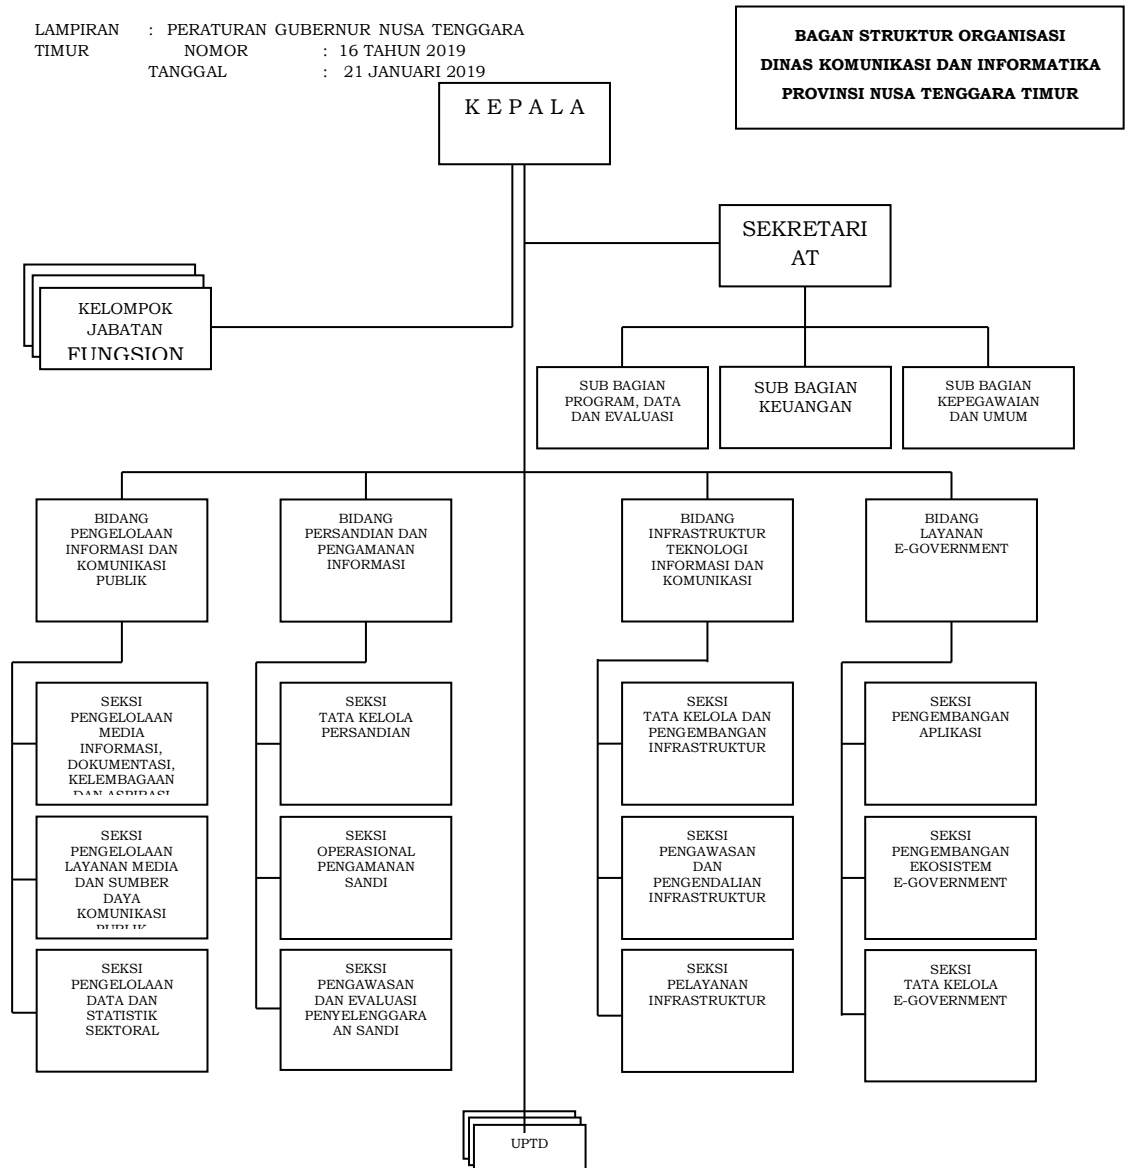 LAMPIRAN : PERATURAN GUBERNUR NUSA TENGGARA
TIMUR NOMOR : 16 TAHUN 2019
TANGGAL : 21 JANUARI 2019
BAGAN STRUKTUR ORGANISASI
DINAS KOMUNIKASI DAN INFORMATIKA
PROVINSI NUSA TENGGARA TIMUR
K E P A L A
SEKRETARI
AT
KELOMPOK
JABATAN
FUNGSION
SUB BAGIAN
PROGRAM, DATA
DAN EVALUASI
SUB BAGIAN
KEUANGAN
SUB BAGIAN
KEPEGAWAIAN
DAN UMUM
BIDANG
PENGELOLAAN
INFORMASI DAN
KOMUNIKASI
PUBLIK
BIDANG
PERSANDIAN DAN
PENGAMANAN
INFORMASI
BIDANG
INFRASTRUKTUR
TEKNOLOGI
INFORMASI DAN
KOMUNIKASI
BIDANG
LAYANAN
E-GOVERNMENT
SEKSI
PENGELOLAAN
MEDIA
INFORMASI,
DOKUMENTASI,
KELEMBAGAAN
DAN ASPIRASI
SEKSI
TATA KELOLA
PERSANDIAN
SEKSI
TATA KELOLA DAN
PENGEMBANGAN
INFRASTRUKTUR
SEKSI
PENGEMBANGAN
APLIKASI
SEKSI
PENGELOLAAN
LAYANAN MEDIA
DAN SUMBER
DAYA
KOMUNIKASI
PUBLIK
SEKSI
OPERASIONAL
PENGAMANAN
SANDI
SEKSI
PENGAWASAN
DAN
PENGENDALIAN
INFRASTRUKTUR
SEKSI
PENGEMBANGAN
EKOSISTEM
E-GOVERNMENT
SEKSI
PENGELOLAAN
DATA DAN
STATISTIK
SEKTORAL
SEKSI
PENGAWASAN
DAN EVALUASI
PENYELENGGARA
AN SANDI
SEKSI
PELAYANAN
INFRASTRUKTUR
SEKSI
TATA KELOLA
E-GOVERNMENT
UPTD